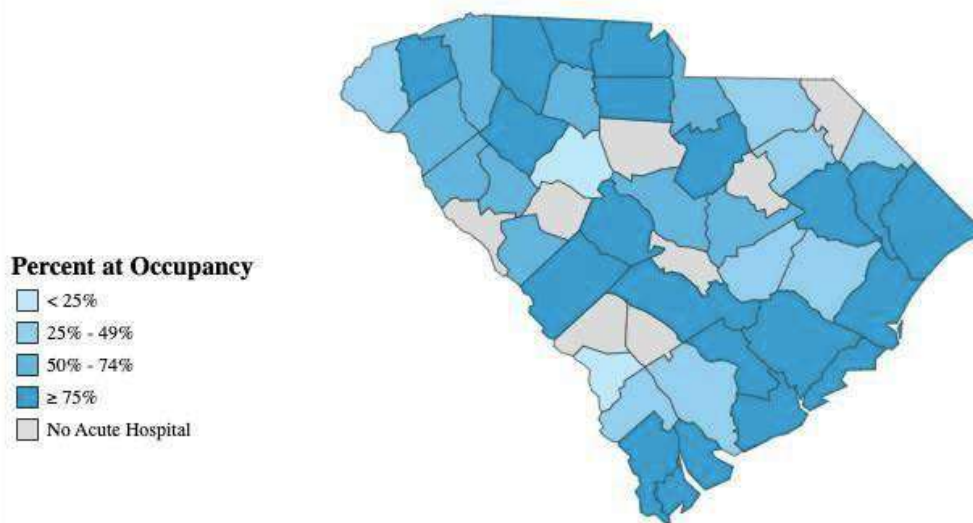 Percent at Occupancy
< 25%
25% - 49%
50% - 74%
≥ 75%
No Acute Hospital